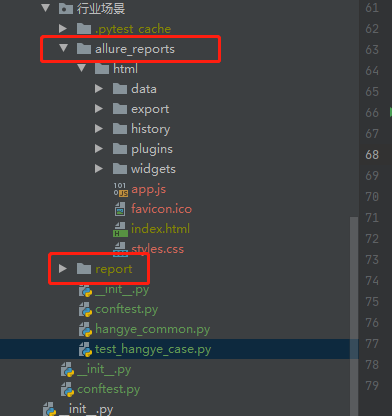 行业场景
.pytest_cache
allure_reports
html
data
export
history
plugins
widgets
app.js
favicon.ico
index.html
styles.css
report
__init__.py
conftest.py
hangye_common.py
test_hangye_case.py
__init__.py
conftest.py
__init__.py
61
62
63
64
65
66
67
68
69
70
71
72
73
74
75
76
77
78
79